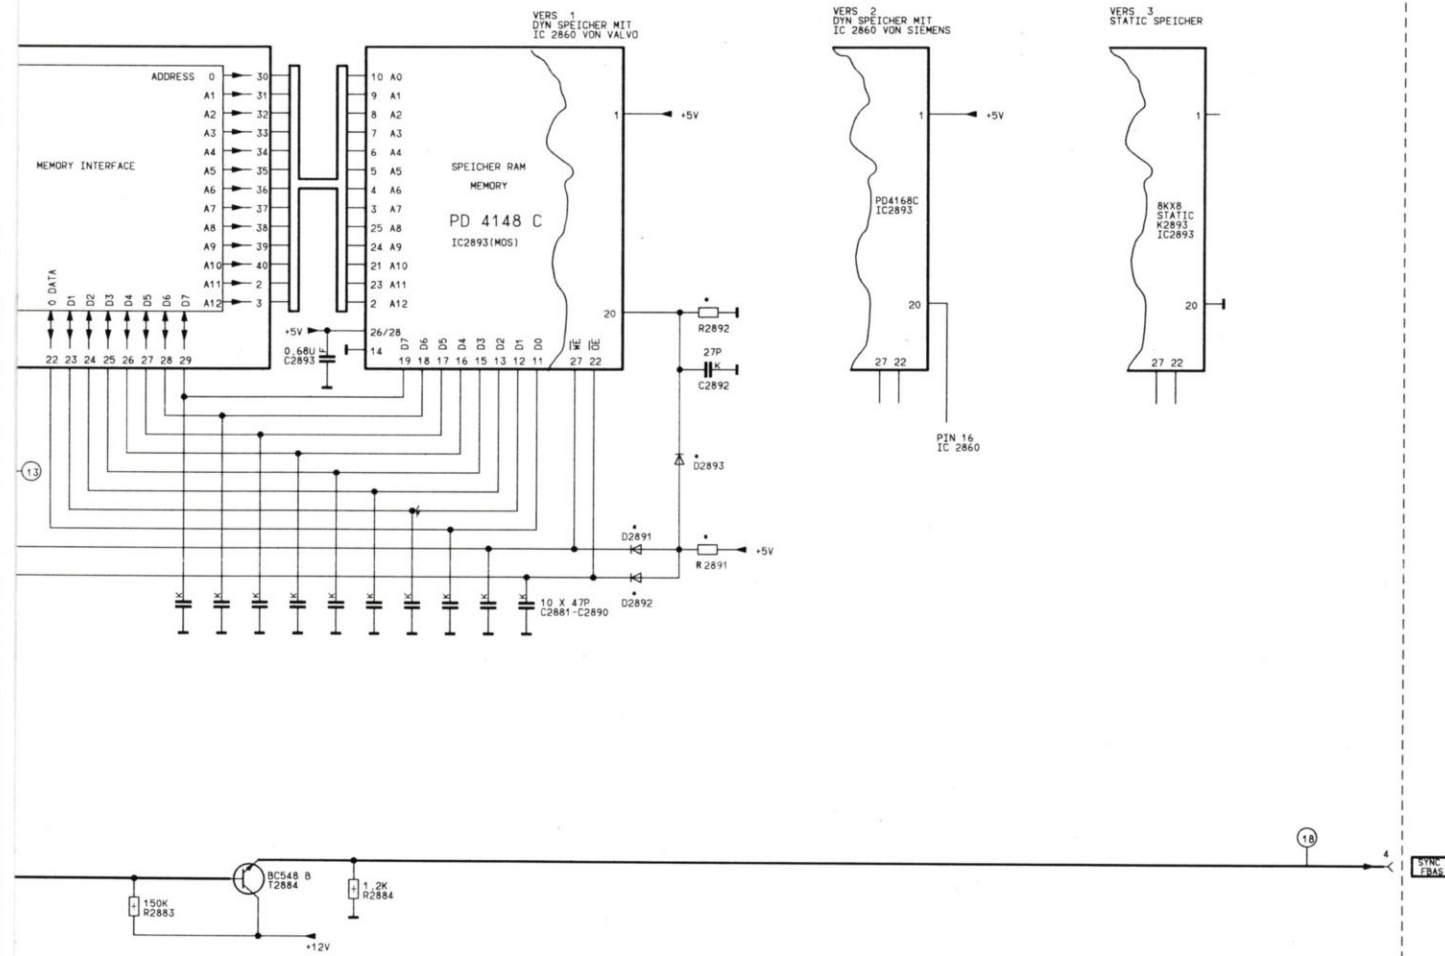 VERS 1
DYN SPEICHER MIT
IC 2860 VON VALVO
VERS 2
DYN SPEICHER MIT
IC 2860 VON SIEMENS
VERS 3
STATIC SPEICHER
MEMORY INTERFACE
ADDRESS 0 30
A1 31
A2 32
A3 33
A4 34
A5 35
A6 36
A7 37
A8 38
A9 39
A10 40
A11 2
A12 3
0 DATA
D1
D2
D3
D4
D5
D6
D7
22 23 24 25 26 27 28 29
10 A0
9 A1
8 A2
7 A3
6 A4
5 A5
4 A6
3 A7
25 A8
24 A9
21 A10
23 A11
2 A12
26/28
14
+5V
0.68U
C2893
F
SPEICHER RAM
MEMORY
PD 4148 C
IC2893(MOS)
1
+5V
20
D7 D6 D5 D4 D3 D2 D1 D0 WE OE
19 18 17 16 15 13 12 11 27 22
*
R2892
27P
K
C2892
*
D2893
*
D2891
*
R2891
+5V
*
D2892
1
+5V
PD4168C
IC2893
20
27 22
PIN 16
IC 2860
1
8KX8
STATIC
K2893
IC2893
20
27 22
13
K K K K K K K K K K
10 X 47P
C2881-C2890
18
4
SYNC
FBAS
BC548 B
T2884
150K
R2883
1.2K
R2884
+12V